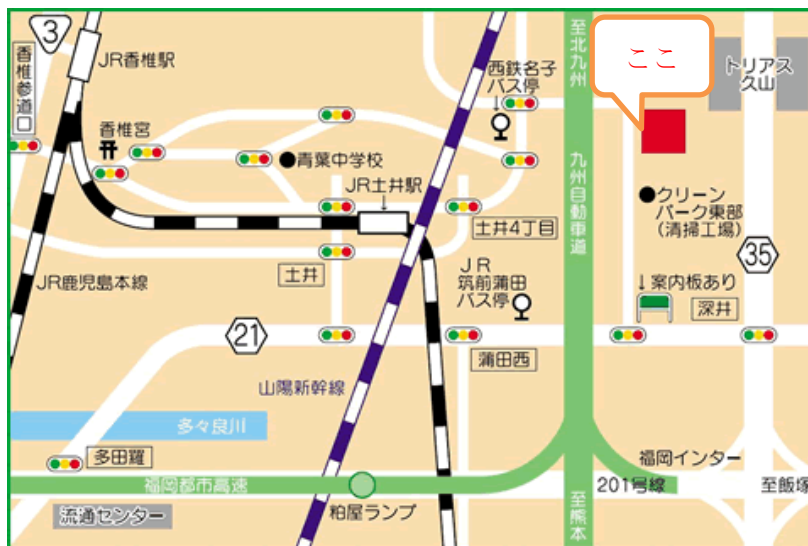 3
JR香椎駅
香椎参道口
香椎宮
青葉中学校
西鉄名子
バス停
至北九州
ここ
トリアス
久山
九州自動車道
JR土井駅
土井4丁目
クリーン
パーク東部
(清掃工場)
35
JR鹿児島本線
土井
JR
筑前蒲田
バス停
↓案内板あり
深井
21
蒲田西
山陽新幹線
多々良川
多田羅
福岡インター
福岡都市高速
201号線
至飯塚
流通センター
粕屋ランプ
至熊本